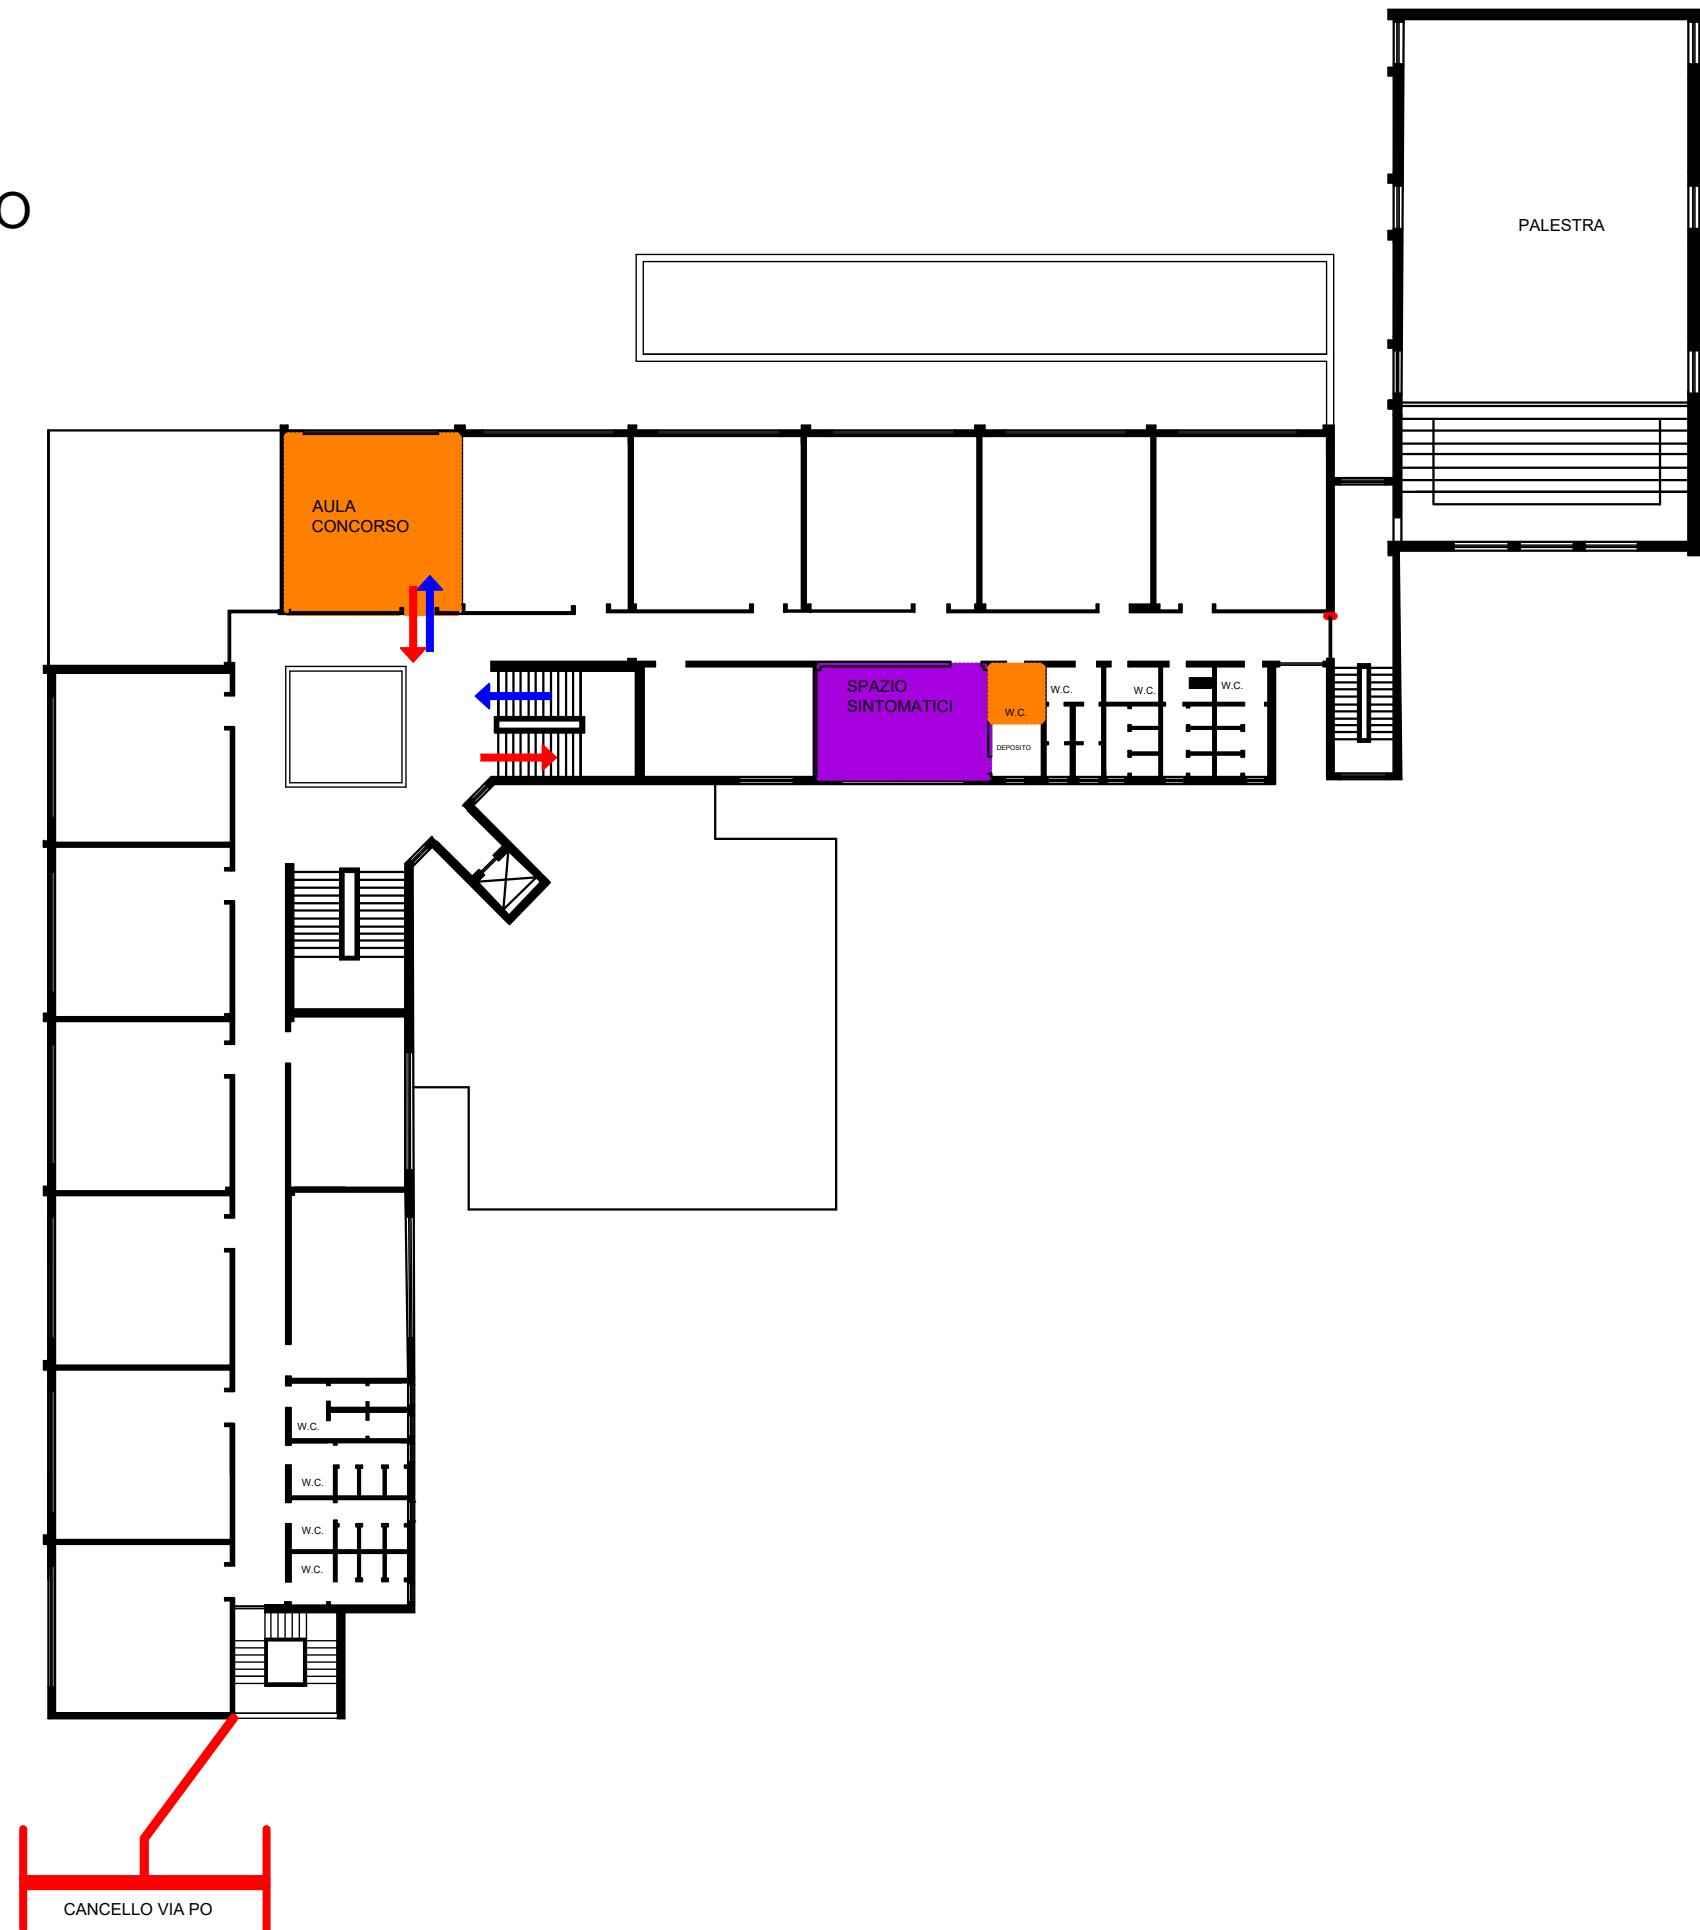 O
PALESTRA
AULA
CONCORSO
SPAZIO
SINTOMATICI
W.C.
W.C.
W.C.
W.C.
DEPOSITO
W.C.
W.C.
W.C.
W.C.
CANCELLO VIA PO